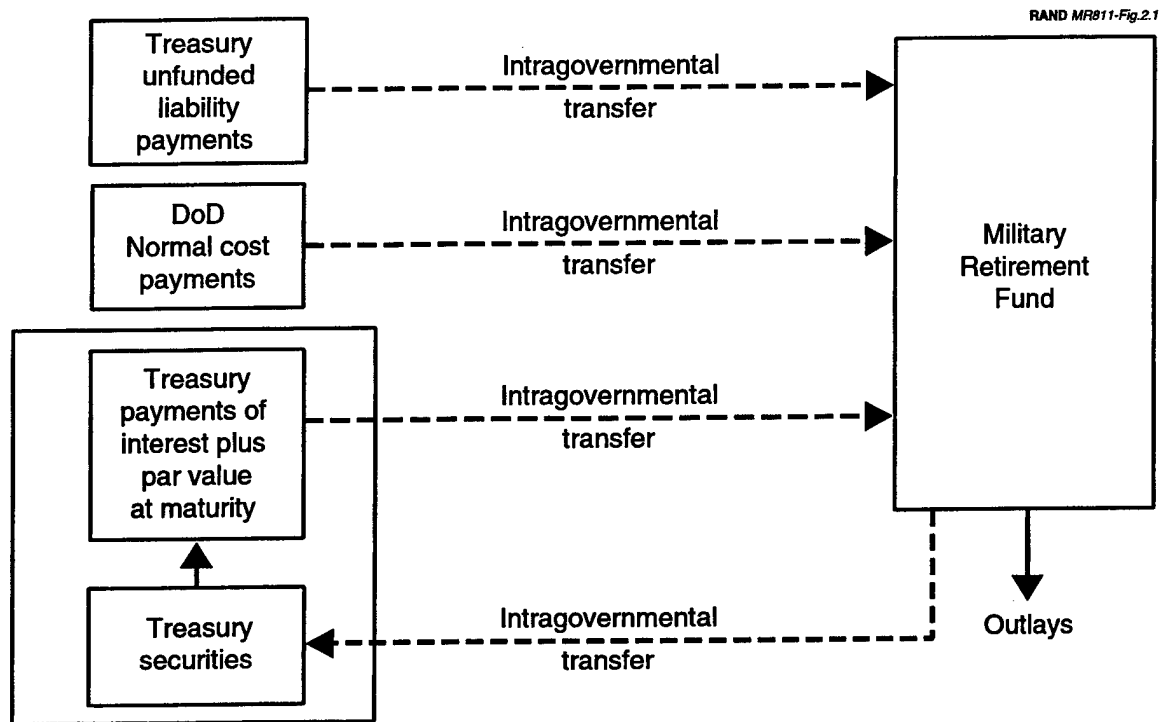 RAND MR811-Fig.2.1
Treasury
unfunded
liability
payments
Intragovernmental
transfer
DoD
Normal cost
payments
Intragovernmental
transfer
Military
Retirement
Fund
Treasury
payments of
interest plus
par value
at maturity
Intragovernmental
transfer
Treasury
securities
Intragovernmental
transfer
Outlays